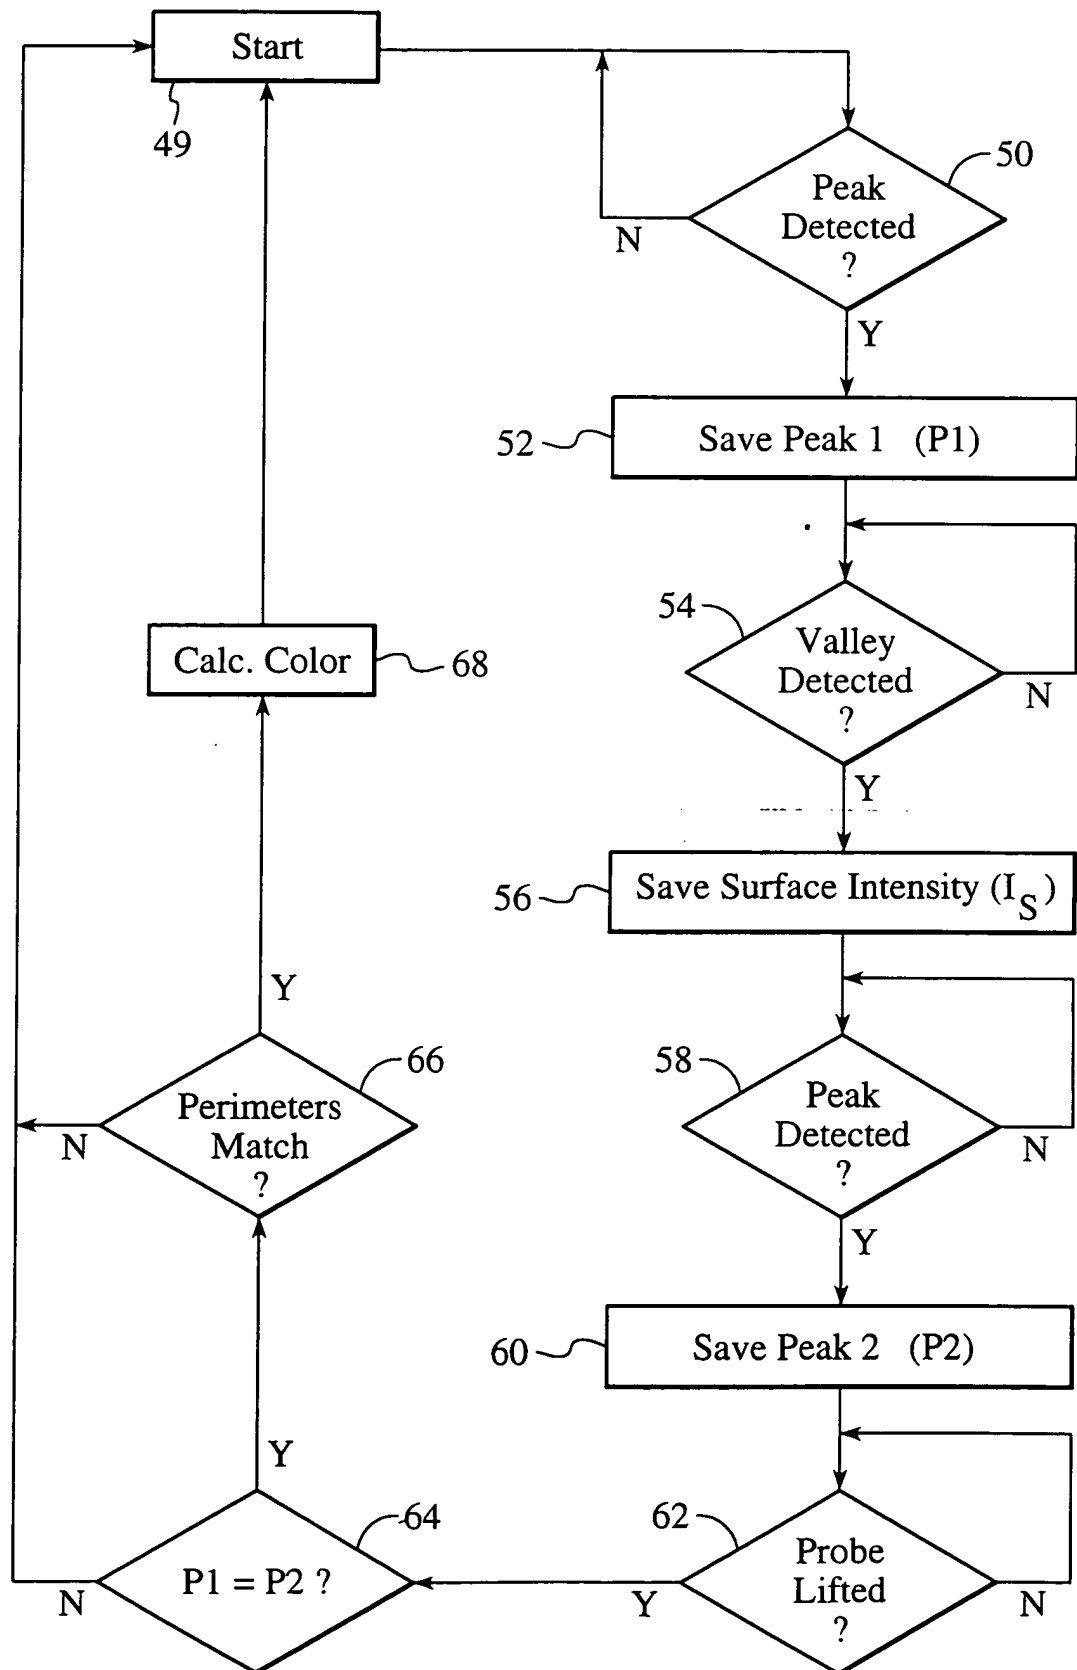 Start
49
50
Peak
Detected
?
N
Y
52
Save Peak 1 (P1)
54
Valley
Detected
?
N
Y
56
Save Surface Intensity (I_S)
58
Peak
Detected
?
N
Y
60
Save Peak 2 (P2)
62
Probe
Lifted
?
N
Y
64
P1 = P2 ?
N
Y
66
Perimeters
Match
?
N
Y
Calc. Color
68